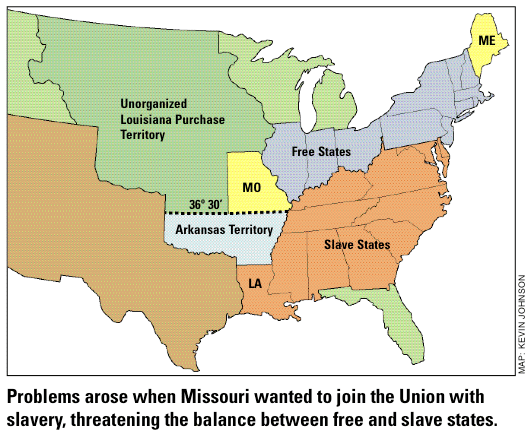 ME
Unorganized
Louisiana Purchase
Territory
Free States
MO
36° 30'
Arkansas Territory
Slave States
LA
MAP: KEVIN JOHNSON
Problems arose when Missouri wanted to join the Union with
slavery, threatening the balance between free and slave states.